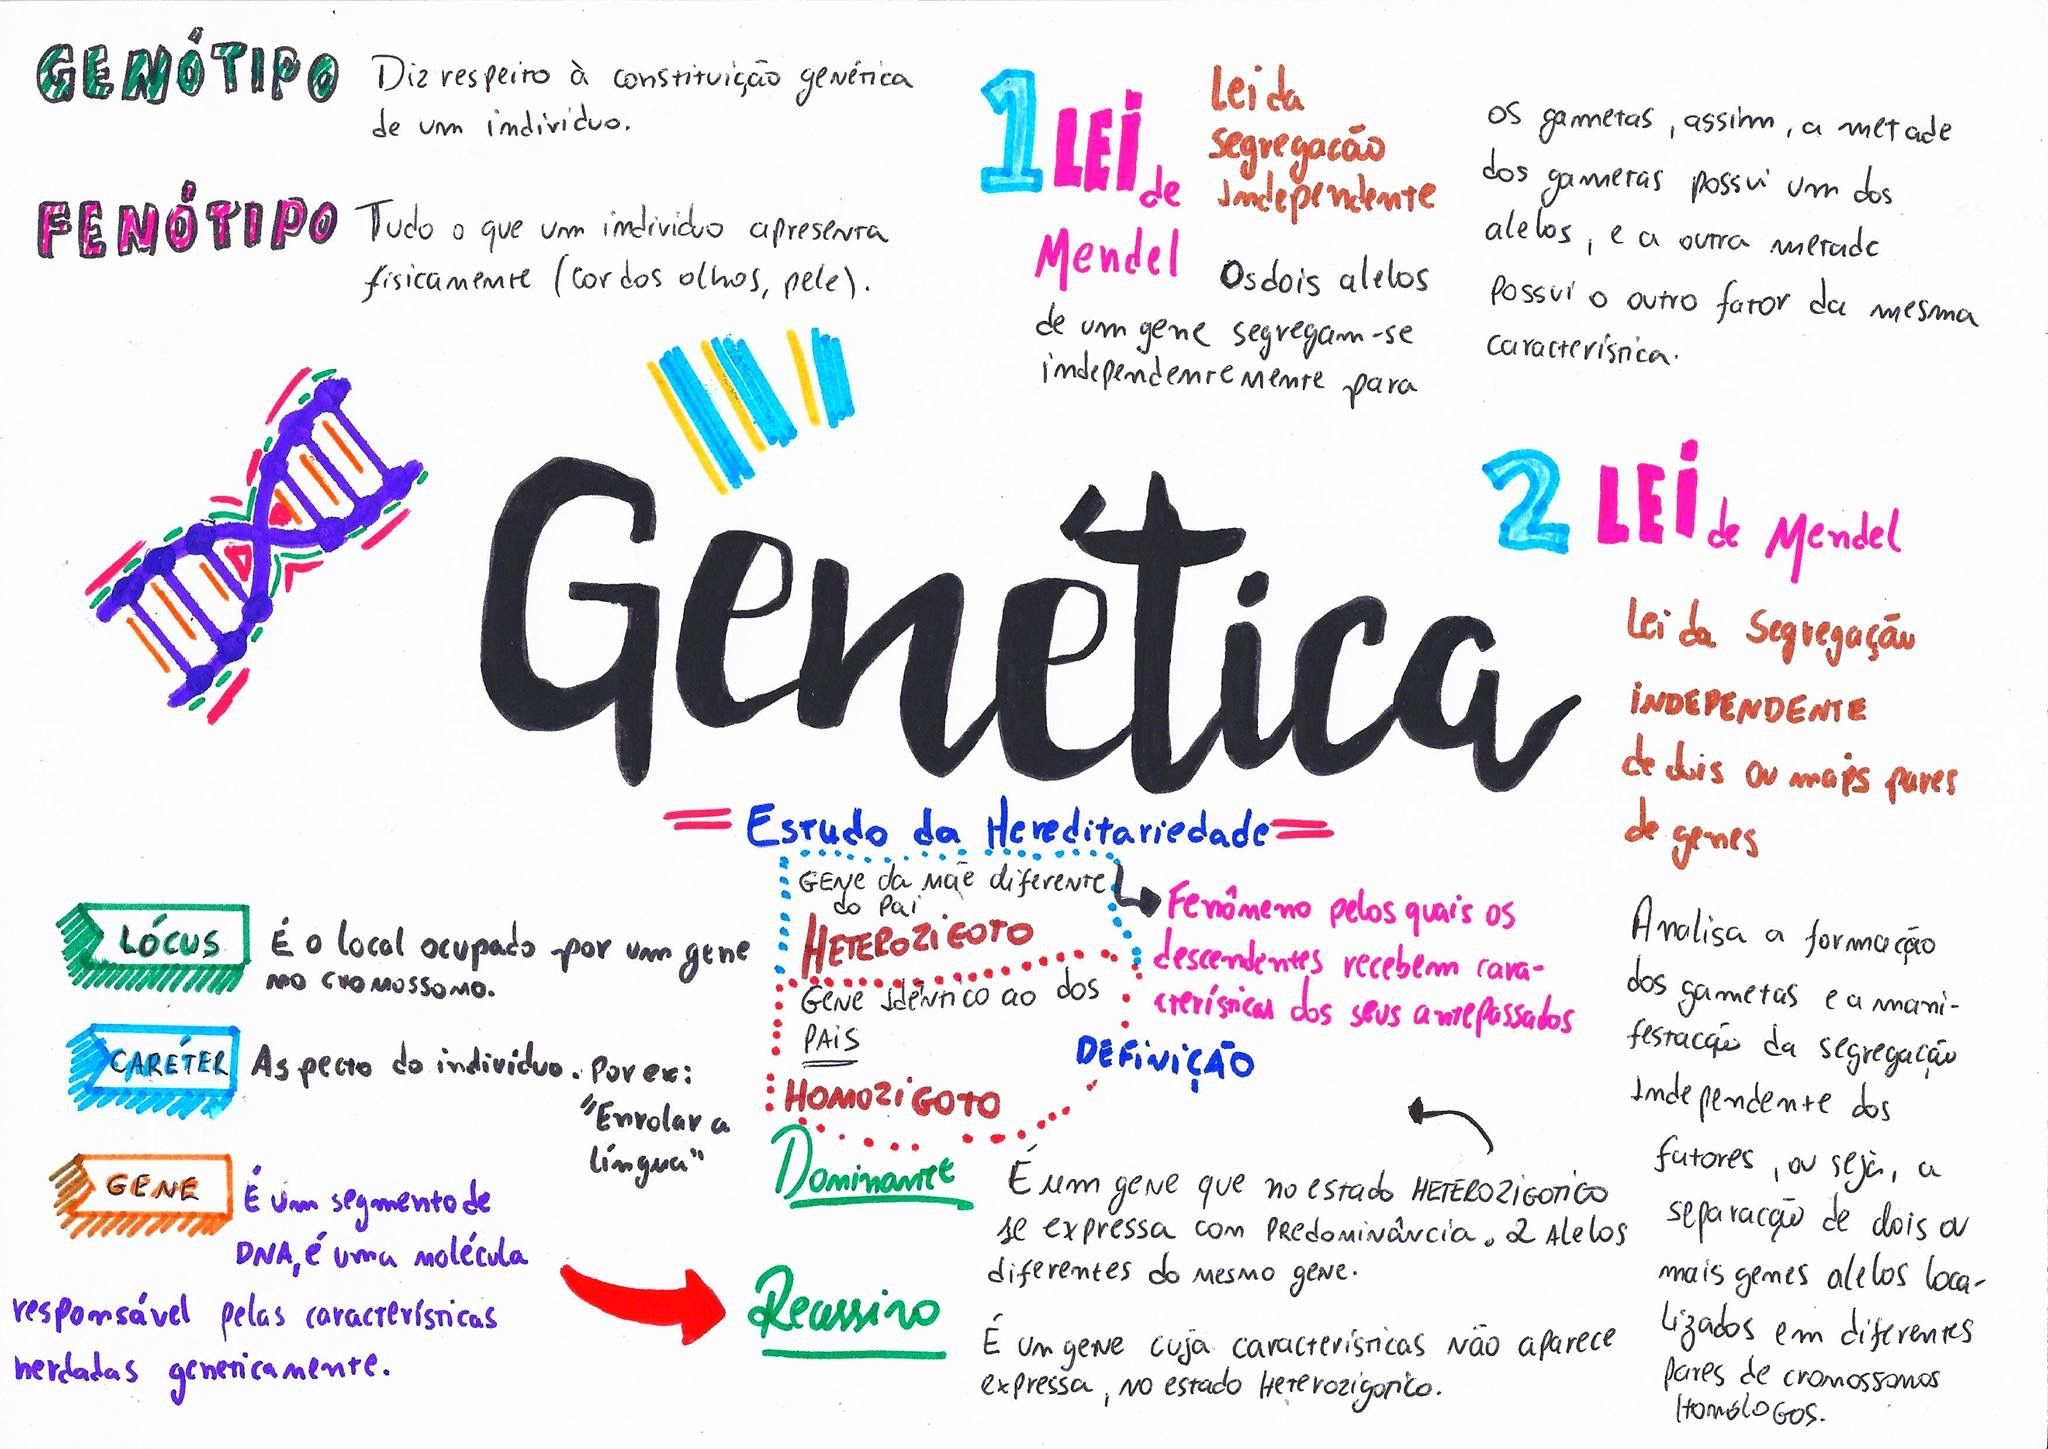 GENÓTIPO
Diz respeito à constituição genética
de um indivíduo.
FENÓTIPO
Tudo o que um indivíduo apresenta
fisicamente (cor dos olhos, pele).
1 LEI de
Mendel
Lei da
Segregação
Independente
Os dois alelos
de um gene segregam-se
independentemente para
os gametas, assim, a metade
dos gametas possui um dos
alelos, e a outra metade
possui o outro fator da mesma
característica.
2 LEI de Mendel
Lei da Segregação
INDEPENDENTE
de dois ou mais pares
de genes
Analisa a formação
dos gametas e a mani-
festação da segregação
Independente dos
fatores, ou seja, a
separação de dois ou
mais genes alelos loca-
lizados em diferentes
pares de cromossomos
Homólogos.
Genética
Estudo da Hereditariedade
GENE da mãe diferente
do pai
HETEROZIGOTO
GENE Idêntico ao dos
PAIS
HOMOZIGOTO
Fenômeno pelos quais os
descendentes recebem cara-
cterísticas dos seus antepassados
DEFINIÇÃO
LÓCUS
É o local ocupado por um gene
no cromossomo.
CARÉTER
Aspecto do indivíduo. Por ex:
"Enrolar a
língua"
GENE
É um segmento de
DNA, é uma molécula
responsável pelas características
herdadas geneticamente.
Dominante
É um gene que no estado HETEROZIGOTICO
se expressa com PREDOMINÂNCIA. 2 Alelos
diferentes do mesmo gene.
Recessivo
É um gene cuja características não aparece
expressa, no estado Heterozigotico.